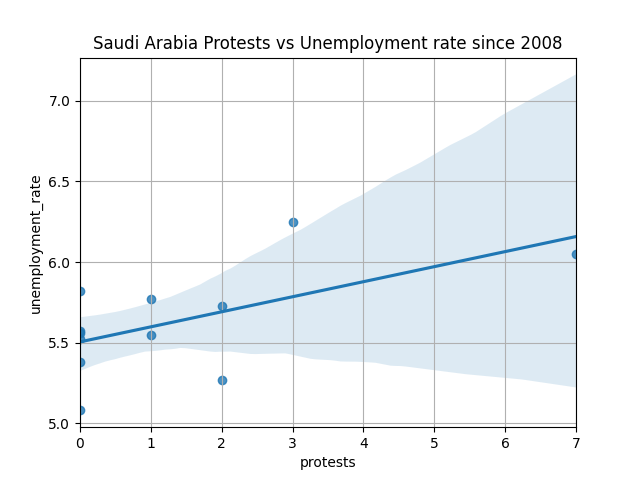 Saudi Arabia Protests vs Unemployment rate since 2008
7.0
6.5
6.0
5.5
5.0
unemployment_rate
0 1 2 3 4 5 6 7
protests